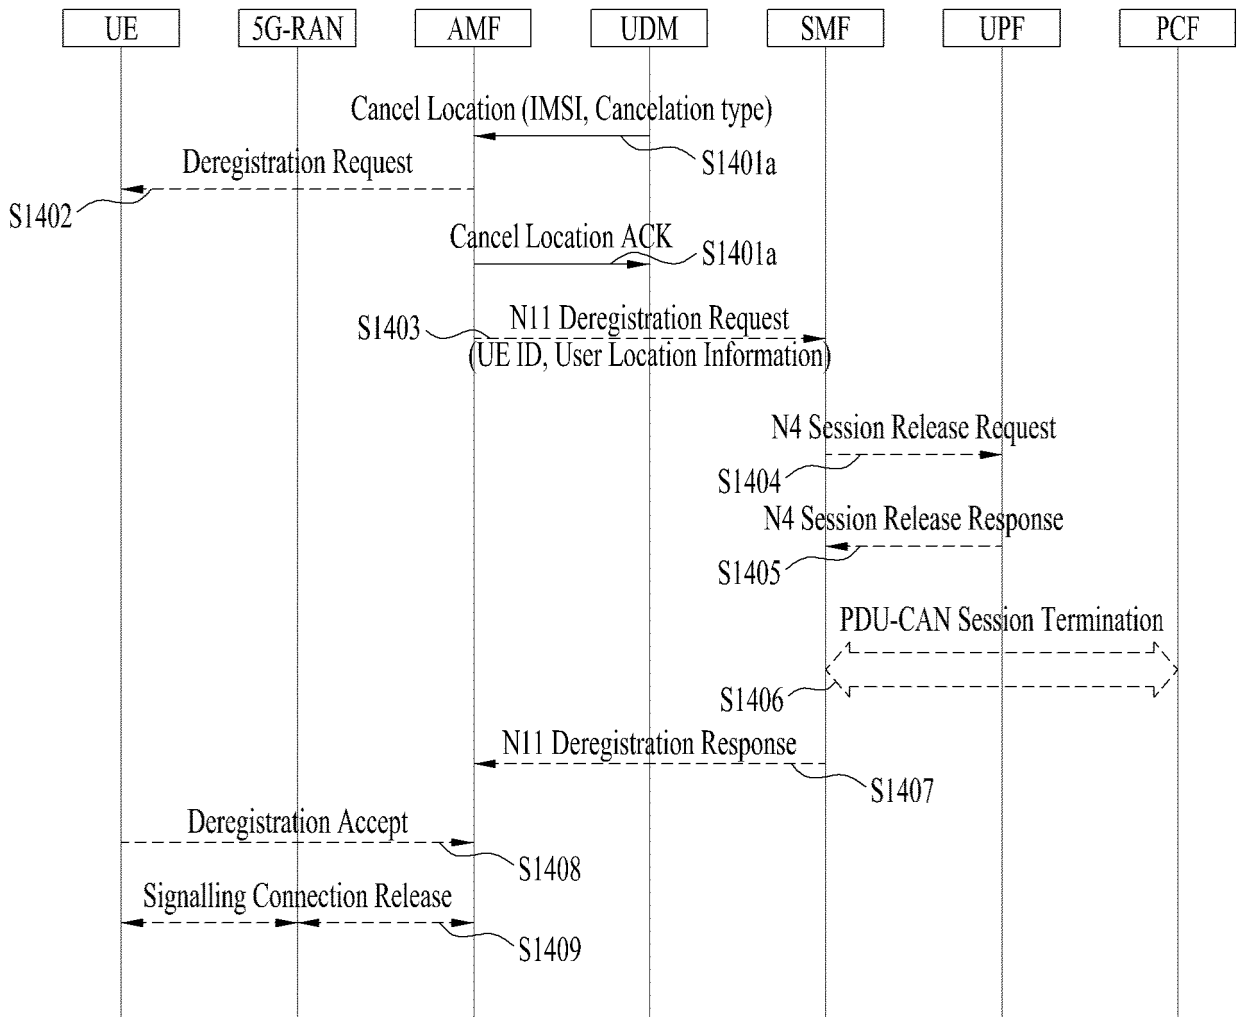 UE 5G-RAN AMF UDM SMF UPF PCF
Cancel Location (IMSI, Cancelation type)
S1401a
Deregistration Request
S1402
Cancel Location ACK
S1401a
N11 Deregistration Request
S1403
(UE ID, User Location Information)
N4 Session Release Request
S1404
N4 Session Release Response
S1405
PDU-CAN Session Termination
S1406
N11 Deregistration Response
S1407
Deregistration Accept
S1408
Signalling Connection Release
S1409